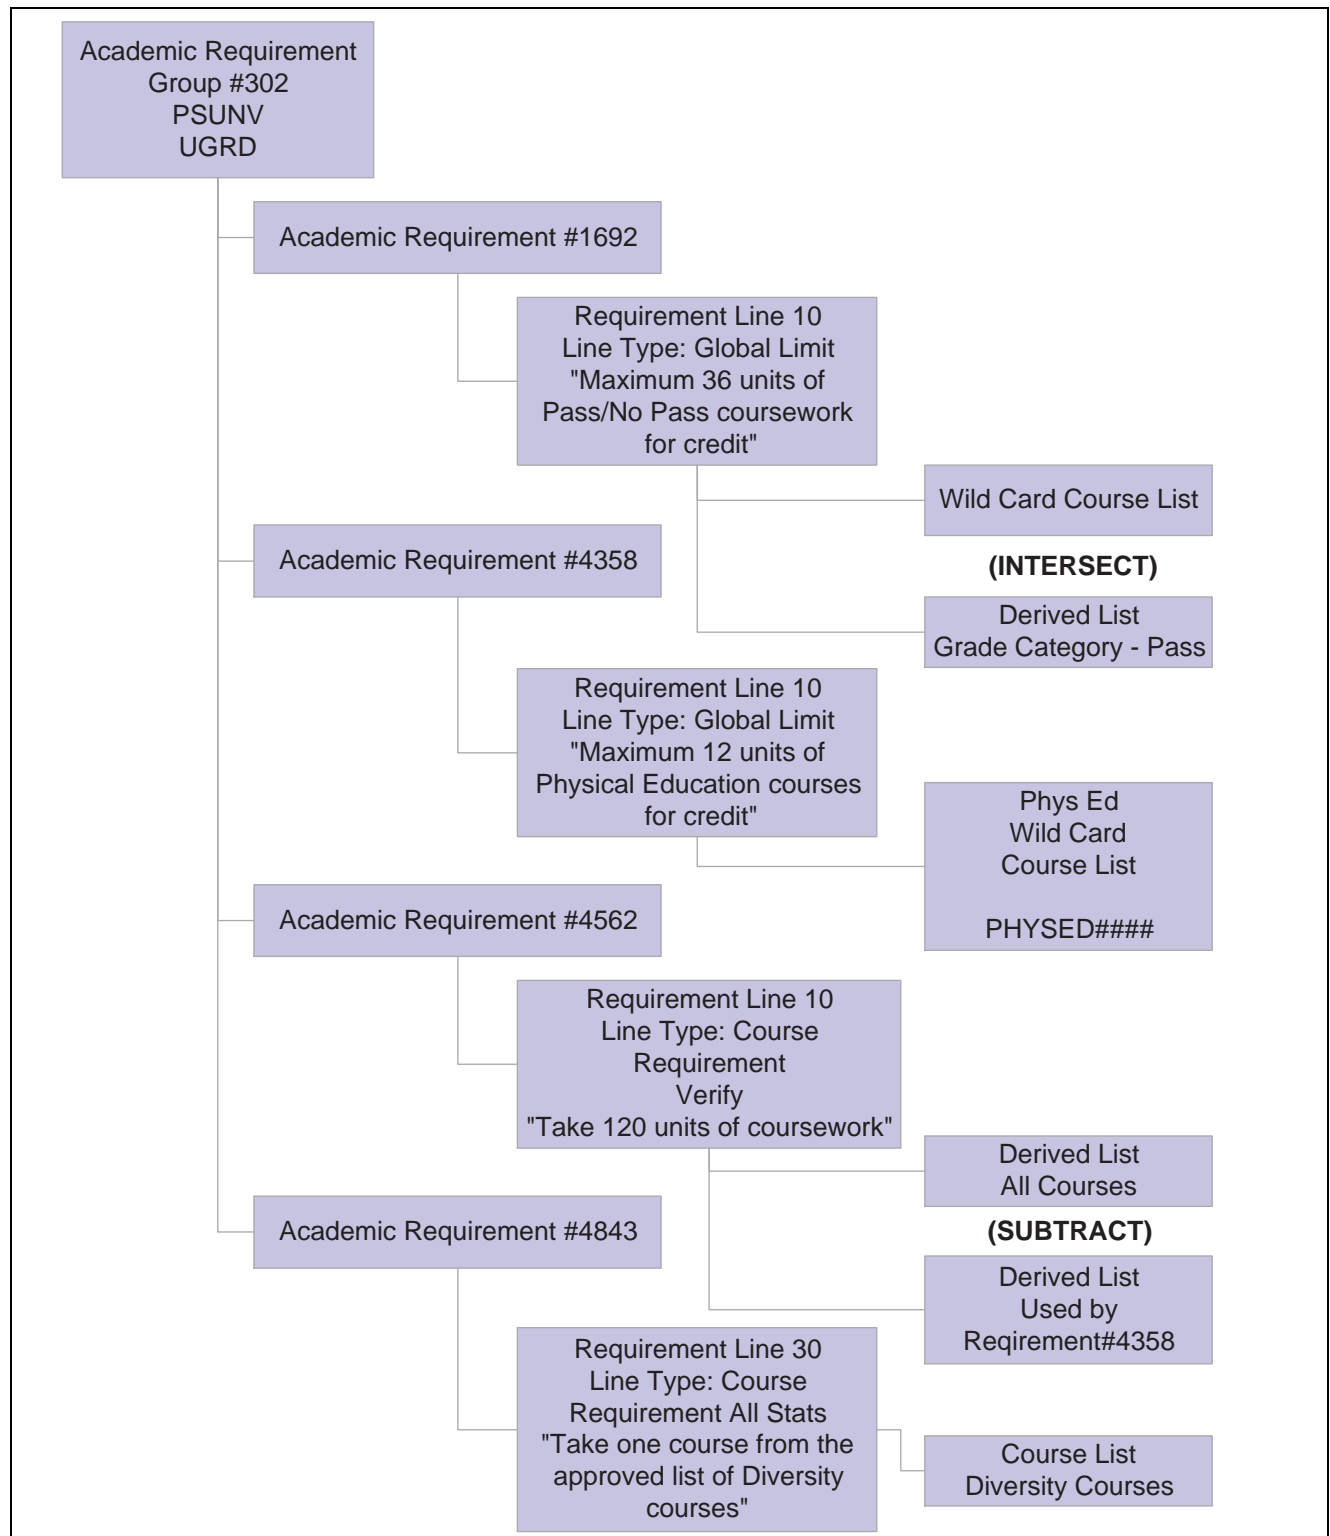 Academic Requirement
Group #302
PSUNV
UGRD
Academic Requirement #1692
Requirement Line 10
Line Type: Global Limit
"Maximum 36 units of
Pass/No Pass coursework
for credit"
Wild Card Course List
(INTERSECT)
Derived List
Grade Category - Pass
Academic Requirement #4358
Requirement Line 10
Line Type: Global Limit
"Maximum 12 units of
Physical Education courses
for credit"
Phys Ed
Wild Card
Course List
PHYSED####
Academic Requirement #4562
Requirement Line 10
Line Type: Course
Requirement
Verify
"Take 120 units of coursework"
Derived List
All Courses
(SUBTRACT)
Derived List
Used by
Reqirement#4358
Academic Requirement #4843
Requirement Line 30
Line Type: Course
Requirement All Stats
"Take one course from the
approved list of Diversity
courses"
Course List
Diversity Courses